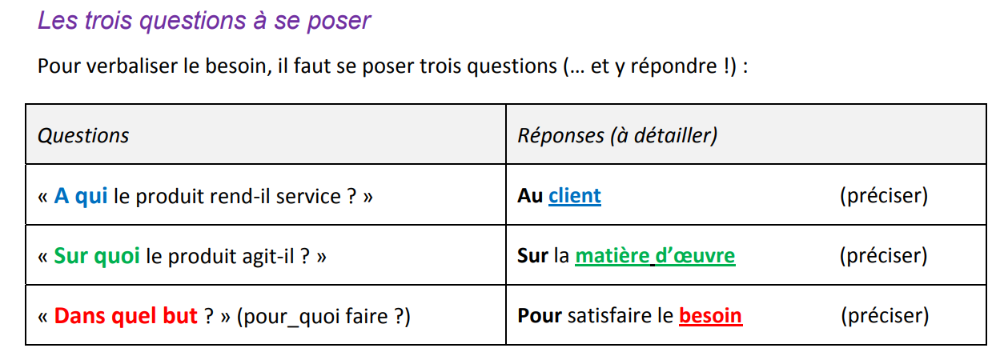 Les trois questions à se poser
Pour verbaliser le besoin, il faut se poser trois questions (… et y répondre !) :
Questions
Réponses (à détailler)
« A qui le produit rend-il service ? »
Au client (préciser)
« Sur quoi le produit agit-il ? »
Sur la matière d’œuvre (préciser)
« Dans quel but ? » (pour_quoi faire ?)
Pour satisfaire le besoin (préciser)